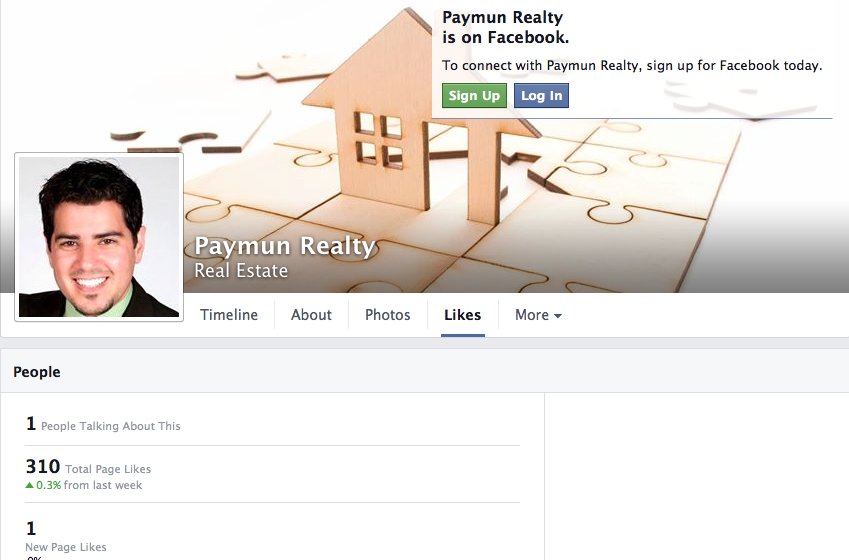 Paymun Realty
is on Facebook.
To connect with Paymun Realty, sign up for Facebook today.
Sign Up Log In
Paymun Realty
Real Estate
Timeline About Photos Likes More
People
1 People Talking About This
310 Total Page Likes
0.3% from last week
1
New Page Likes